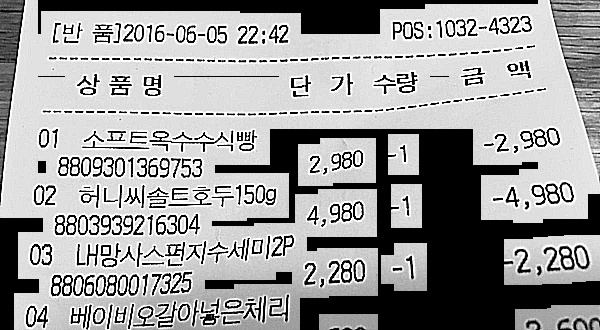 [반 품]2016-06-05 22:42 POS:1032-4323
상 품 명 단 가 수량 금 액
01 소프트옥수수식빵 2,980 -1 -2,980
8809301369753
02 허니씨솔트호두150g 4,980 -1 -4,980
8803939216304
03 LH망사스펀지수세미2P 2,280 -1 -2,280
8806080017325
04 베이비오갈아넣은체리